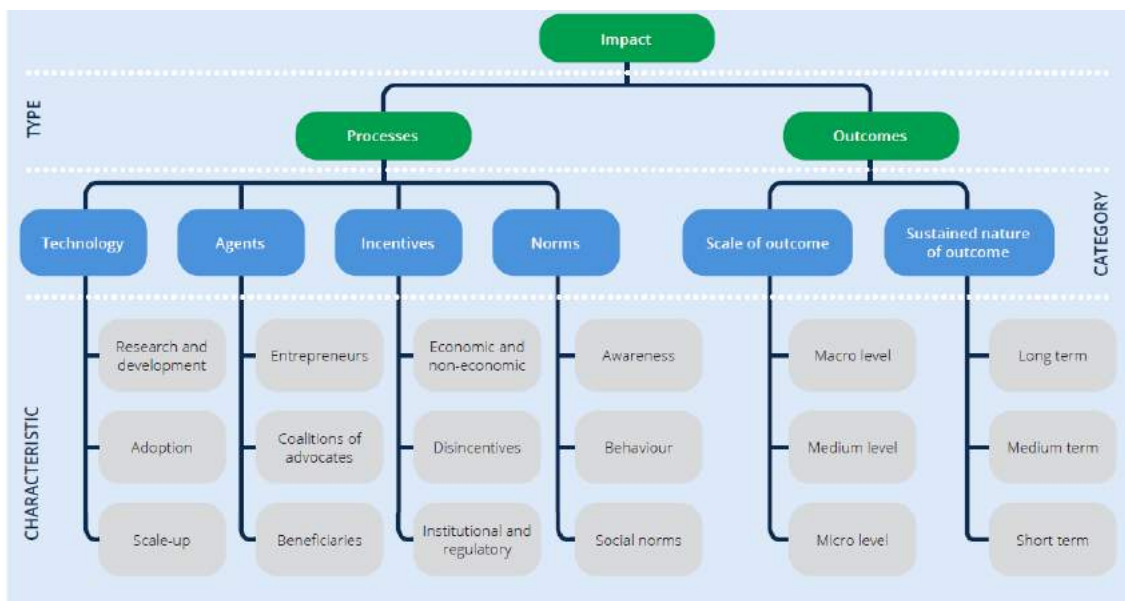 Impact
TYPE
Processes
Outcomes
Technology
Agents
Incentives
Norms
Scale of outcome
Sustained nature
of outcome
CATEGORY
Research and
development
Entrepreneurs
Economic and
non-economic
Awareness
Macro level
Long term
CHARACTERISTIC
Adoption
Coalitions of
advocates
Disincentives
Behaviour
Medium level
Medium term
Scale-up
Beneficiaries
Institutional and
regulatory
Social norms
Micro level
Short term